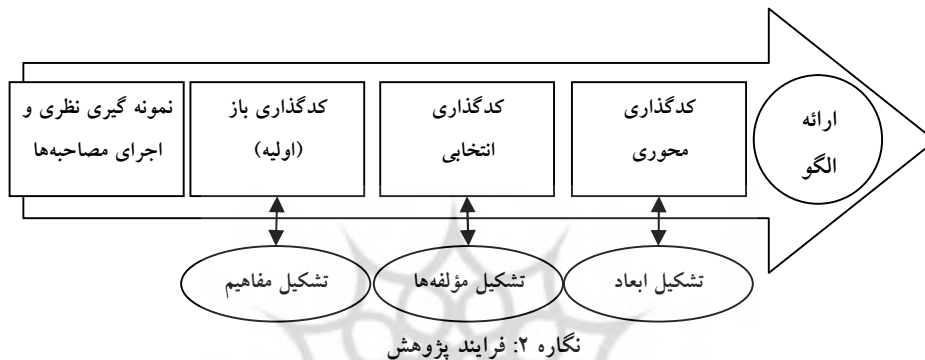 نمونه گیری نظری و
اجرای مصاحبه‌ها
کدگذاری باز
(اولیه)
کدگذاری
انتخابی
کدگذاری
محوری
ارائه
الگو
تشکیل مفاهیم
تشکیل مؤلفه‌ها
تشکیل ابعاد
نگاره ۲: فرایند پژوهش